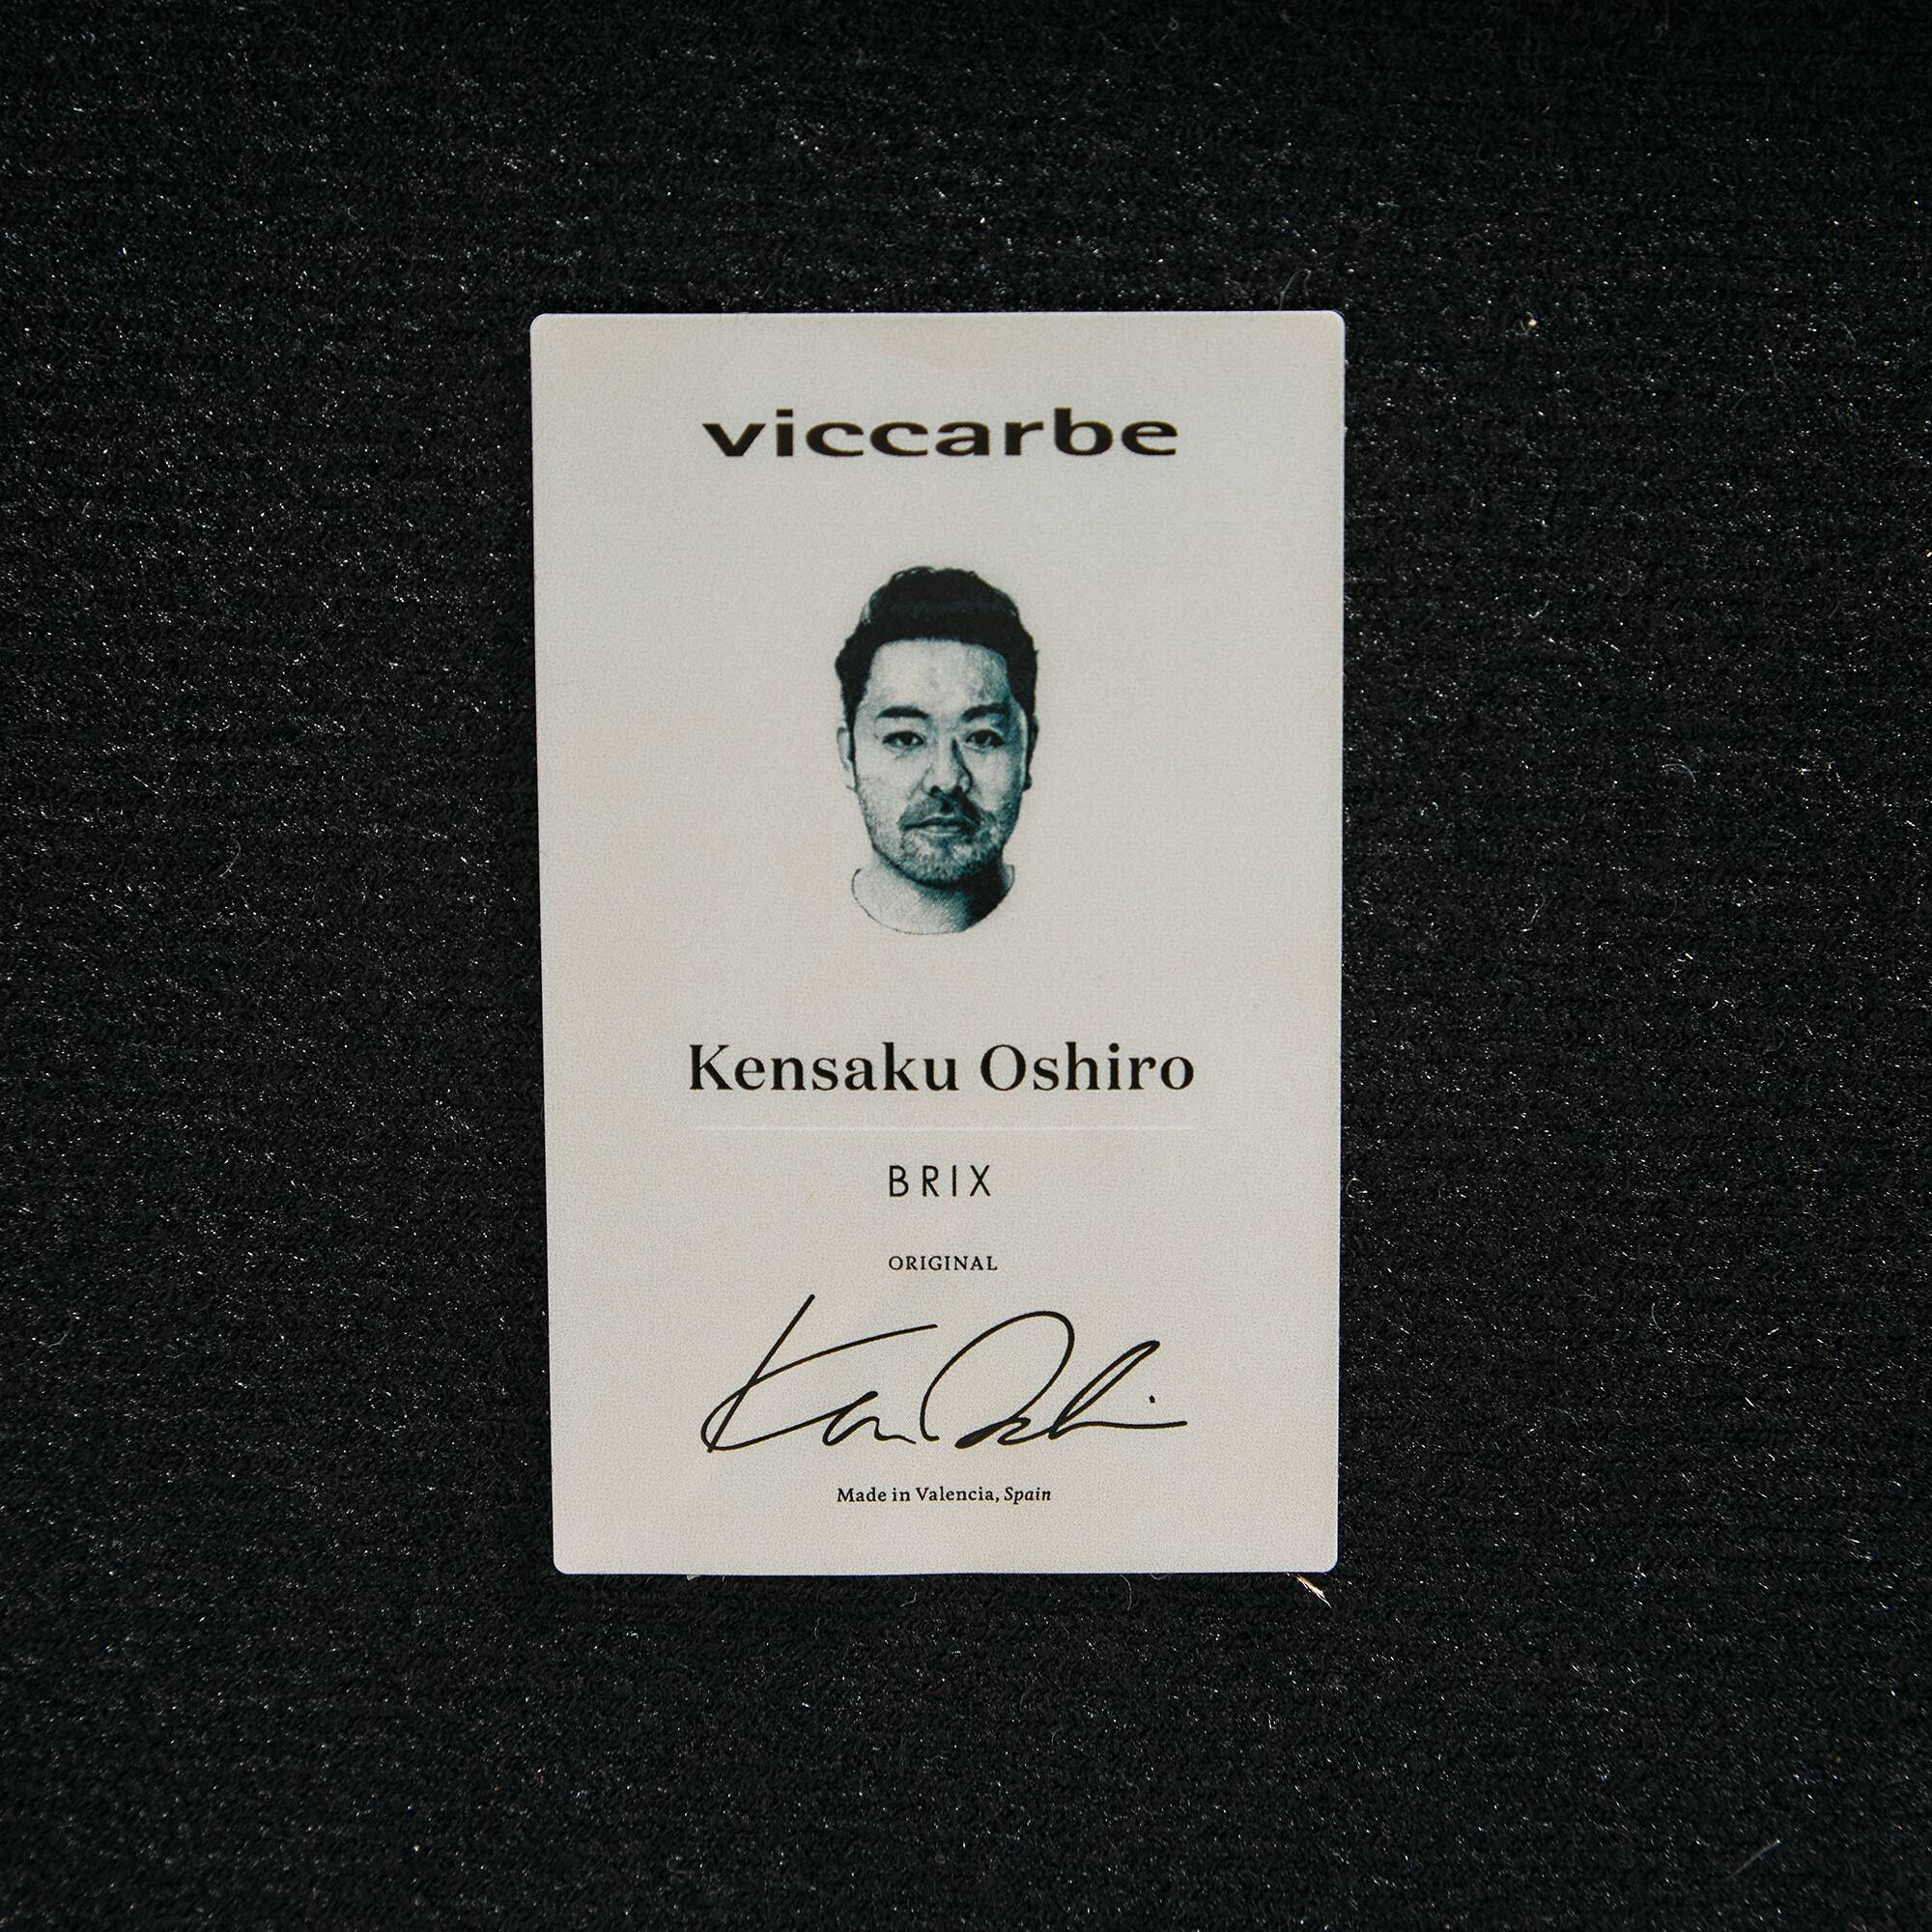 viccarbe
Kensaku Oshiro
BRIX
ORIGINAL
Made in Valencia, Spain